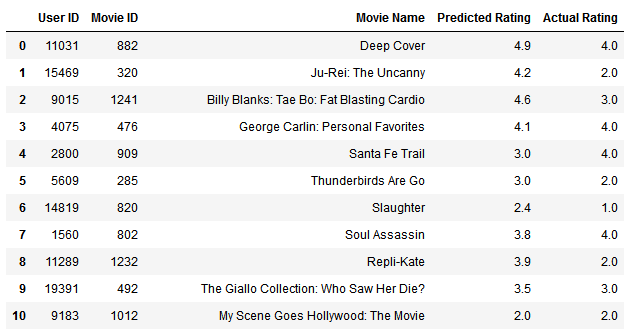 User ID Movie ID Movie Name Predicted Rating Actual Rating
0 11031 882 Deep Cover 4.9 4.0
1 15469 320 Ju-Rei: The Uncanny 4.2 2.0
2 9015 1241 Billy Blanks: Tae Bo: Fat Blasting Cardio 4.6 3.0
3 4075 476 George Carlin: Personal Favorites 4.1 4.0
4 2800 909 Santa Fe Trail 3.0 4.0
5 5609 285 Thunderbirds Are Go 3.0 2.0
6 14819 820 Slaughter 2.4 1.0
7 1560 802 Soul Assassin 3.8 4.0
8 11289 1232 Repli-Kate 3.9 2.0
9 19391 492 The Giallo Collection: Who Saw Her Die? 3.5 3.0
10 9183 1012 My Scene Goes Hollywood: The Movie 2.0 2.0